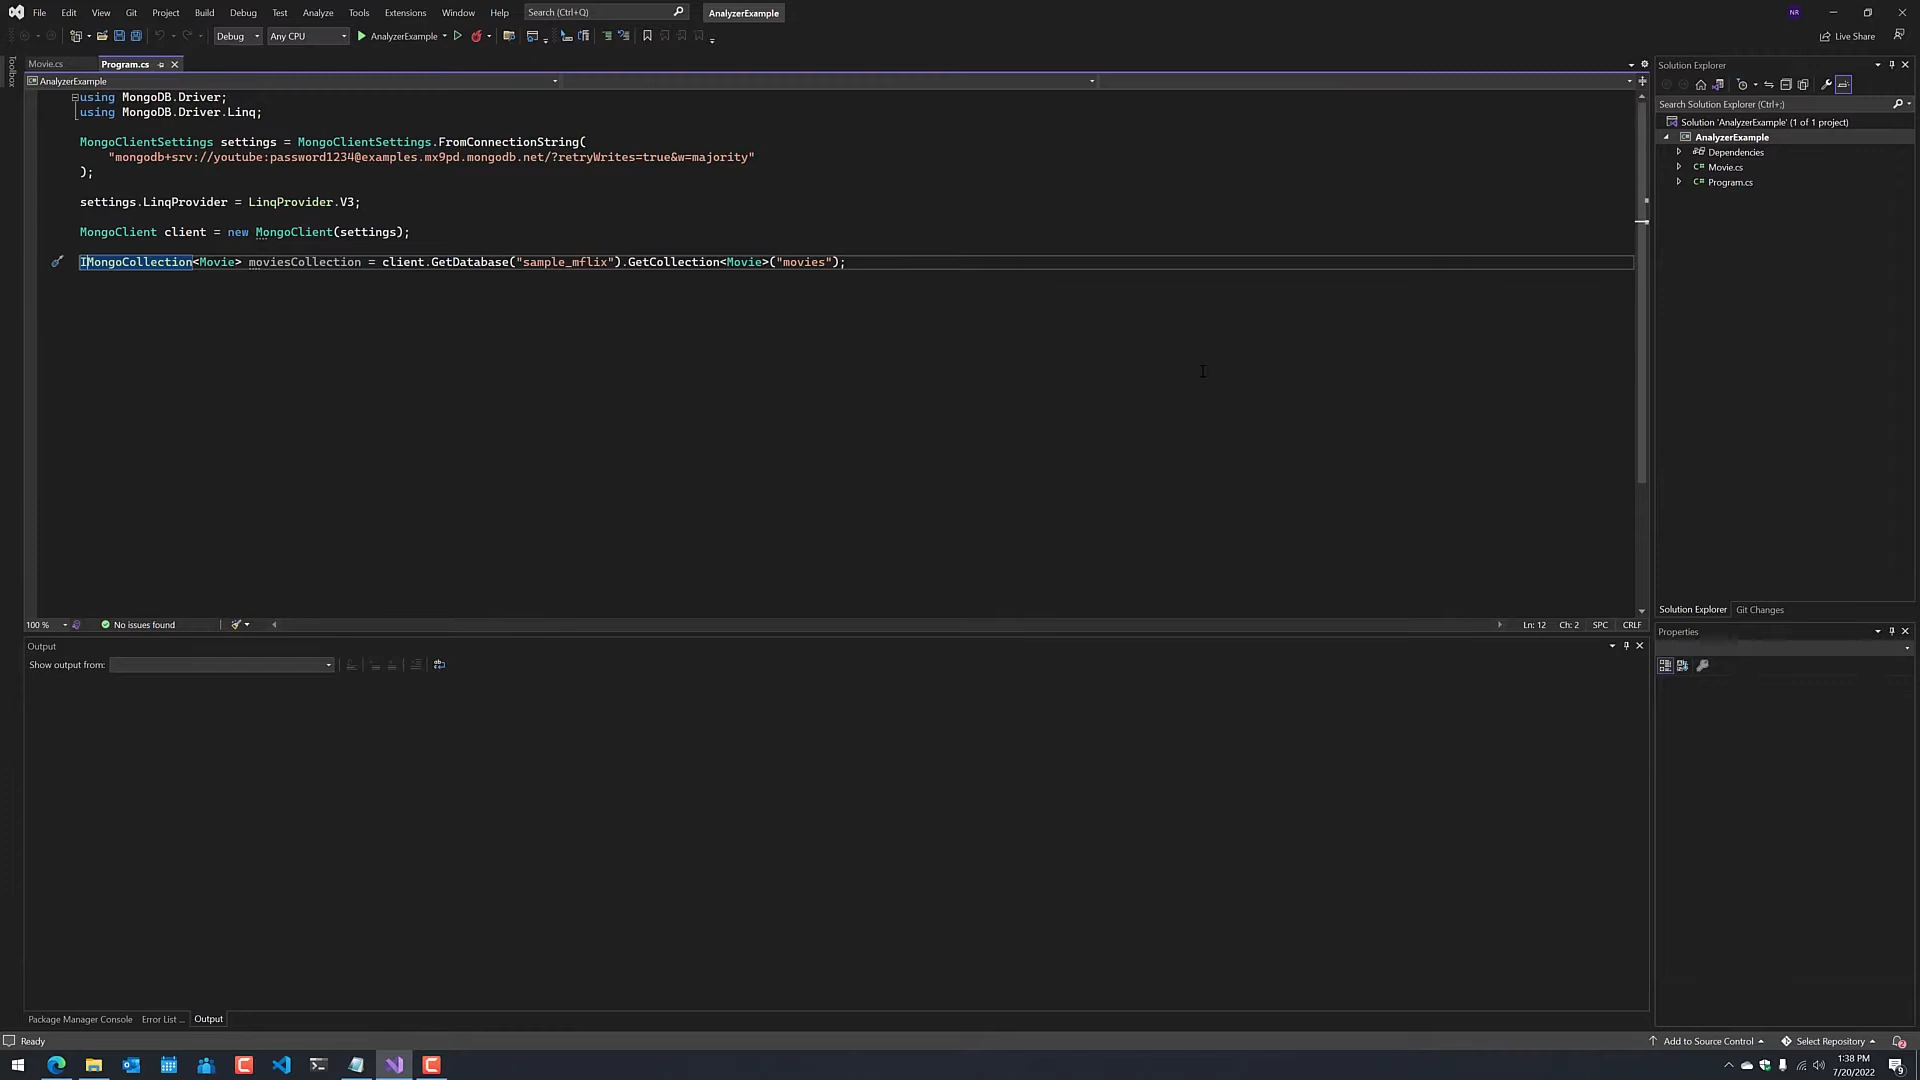 File Edit View Git Project Build Debug Test Analyze Tools Extensions Window Help Search (Ctrl+Q) AnalyzerExample NR
Debug Any CPU AnalyzerExample Live Share
Toolbox
Movie.cs Program.cs
AnalyzerExample
using MongoDB.Driver;
using MongoDB.Driver.Linq;
MongoClientSettings settings = MongoClientSettings.FromConnectionString(
"mongodb+srv://youtube:password1234@examples.mx9pd.mongodb.net/?retryWrites=true&w=majority"
);
settings.LinqProvider = LinqProvider.V3;
MongoClient client = new MongoClient(settings);
IMongoCollection<Movie> moviesCollection = client.GetDatabase("sample_mflix").GetCollection<Movie>("movies");
100 % No issues found Ln: 12 Ch: 2 SPC CRLF
Output
Show output from:
Package Manager Console Error List ... Output
Solution Explorer
Search Solution Explorer (Ctrl+;)
Solution 'AnalyzerExample' (1 of 1 project)
AnalyzerExample
Dependencies
C# Movie.cs
C# Program.cs
Solution Explorer Git Changes
Properties
Ready Add to Source Control Select Repository 2
1:38 PM
7/20/2022
9